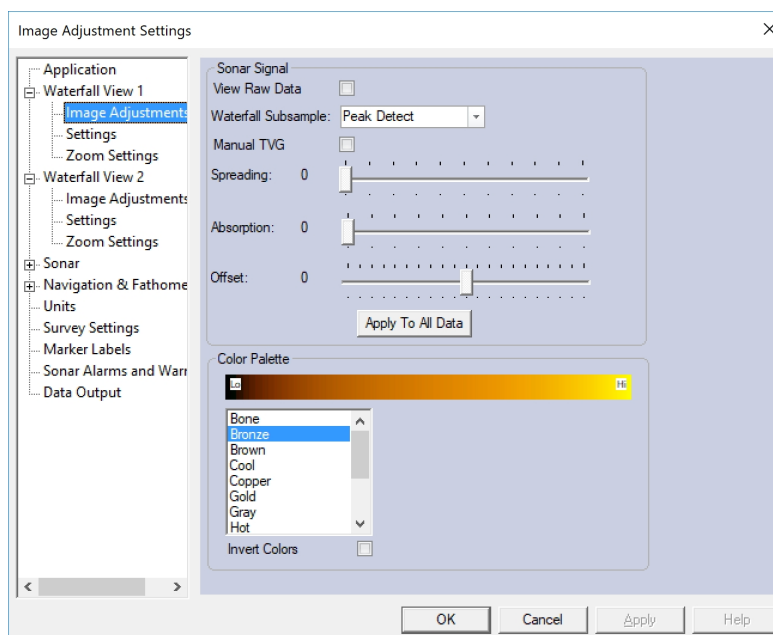 Image Adjustment Settings
Application
Waterfall View 1
Image Adjustments
Settings
Zoom Settings
Waterfall View 2
Image Adjustments
Settings
Zoom Settings
Sonar
Navigation & Fathome
Units
Survey Settings
Marker Labels
Sonar Alarms and Warr
Data Output
Sonar Signal
View Raw Data
Waterfall Subsample: Peak Detect
Manual TVG
Spreading: 0
Absorption: 0
Offset: 0
Apply To All Data
Color Palette
Lo Hi
Bone
Bronze
Brown
Cool
Copper
Gold
Gray
Hot
Invert Colors
OK Cancel Apply Help